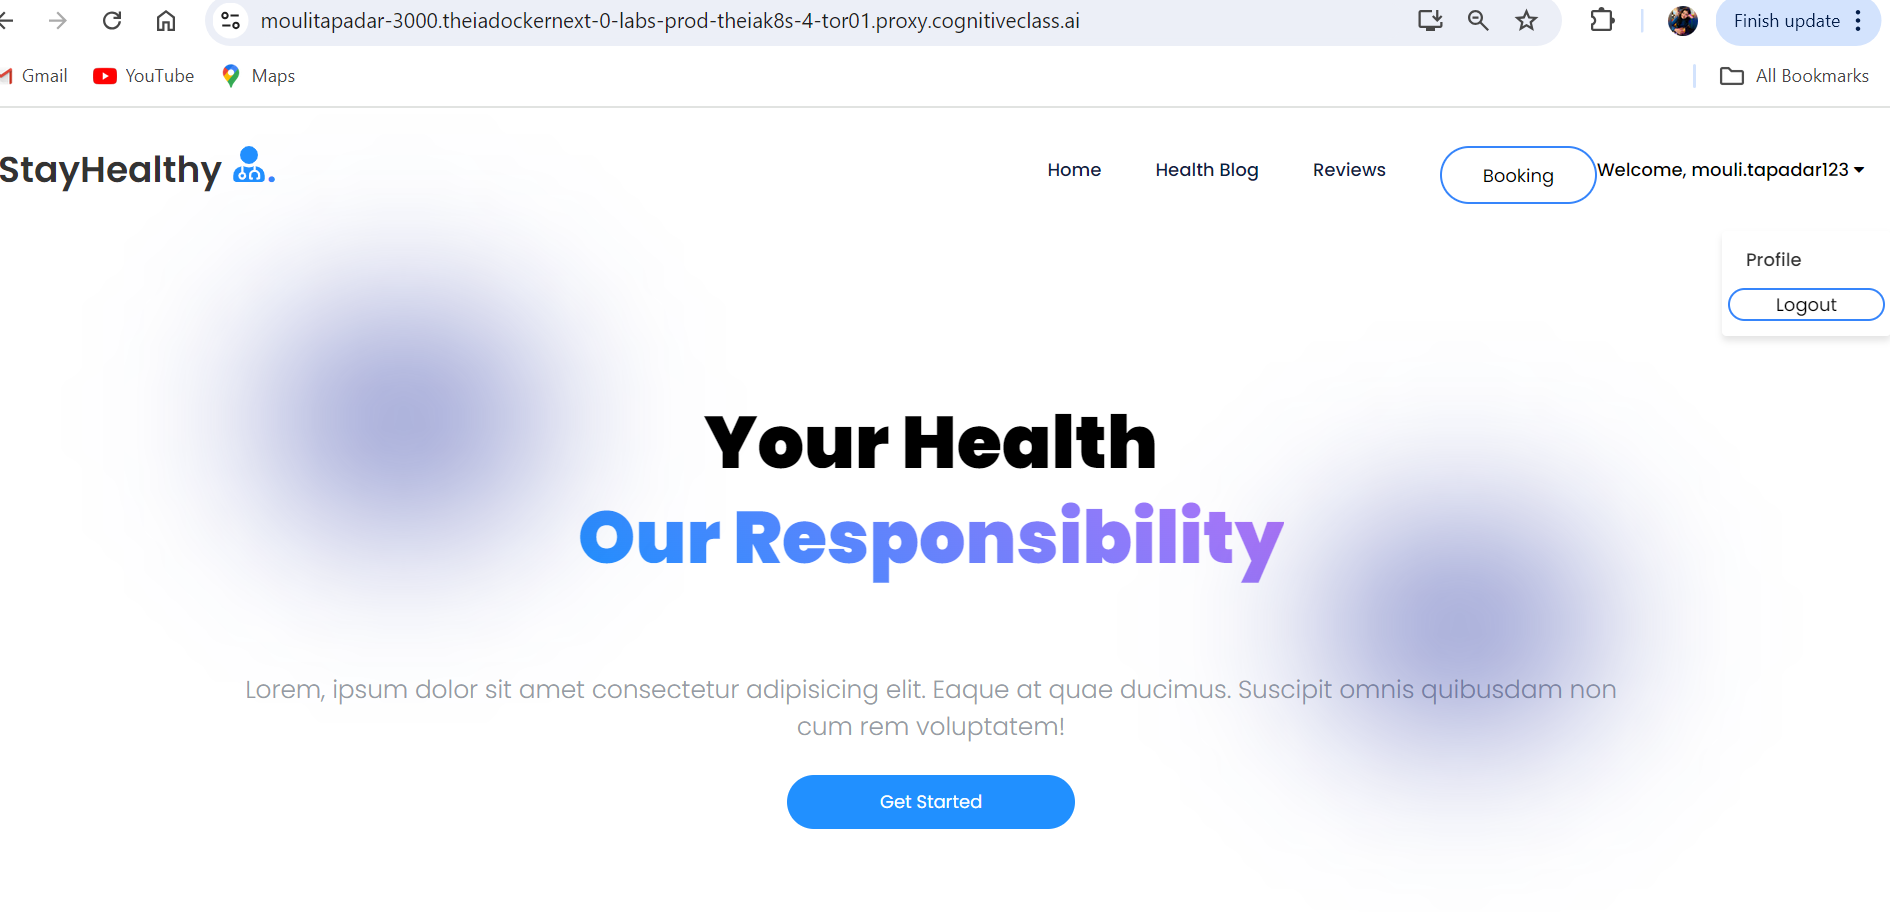 moulitapadar-3000.theiadockernext-0-labs-prod-theiak8s-4-tor01.proxy.cognitiveclass.ai
Finish update
Gmail YouTube Maps All Bookmarks
StayHealthy Home Health Blog Reviews Booking Welcome, mouli.tapadar123
Profile
Logout
Your Health
Our Responsibility
Lorem, ipsum dolor sit amet consectetur adipisicing elit. Eaque at quae ducimus. Suscipit omnis quibusdam non
cum rem voluptatem!
Get Started